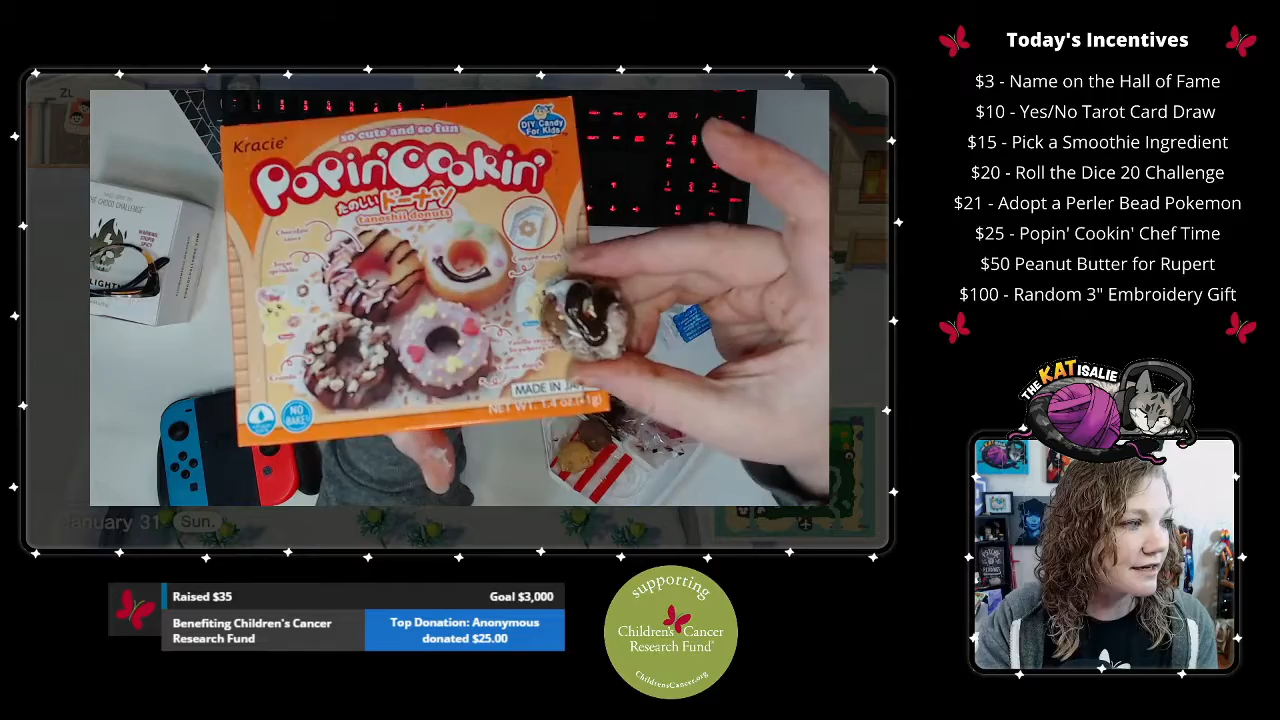 Today's Incentives
$3 - Name on the Hall of Fame
$10 - Yes/No Tarot Card Draw
$15 - Pick a Smoothie Ingredient
$20 - Roll the Dice 20 Challenge
$21 - Adopt a Perler Bead Pokemon
$25 - Popin' Cookin' Chef Time
$50 Peanut Butter for Rupert
$100 - Random 3" Embroidery Gift
ZL
Kracie
so cute and so fun
DIY Candy
For Kids
Popin' Cookin'
たのしいドーナツ
tanoshii donuts
Chocolate
NO
BAKE!
MADE IN
NET WT. 1.4 oz.
CHALLENGE
January 31 Sun.
THE KAT ISALIE
Raised $35
Goal $3,000
Benefiting Children's Cancer
Research Fund
Top Donation: Anonymous
donated $25.00
supporting
Children's Cancer
Research Fund
ChildrensCancer.org